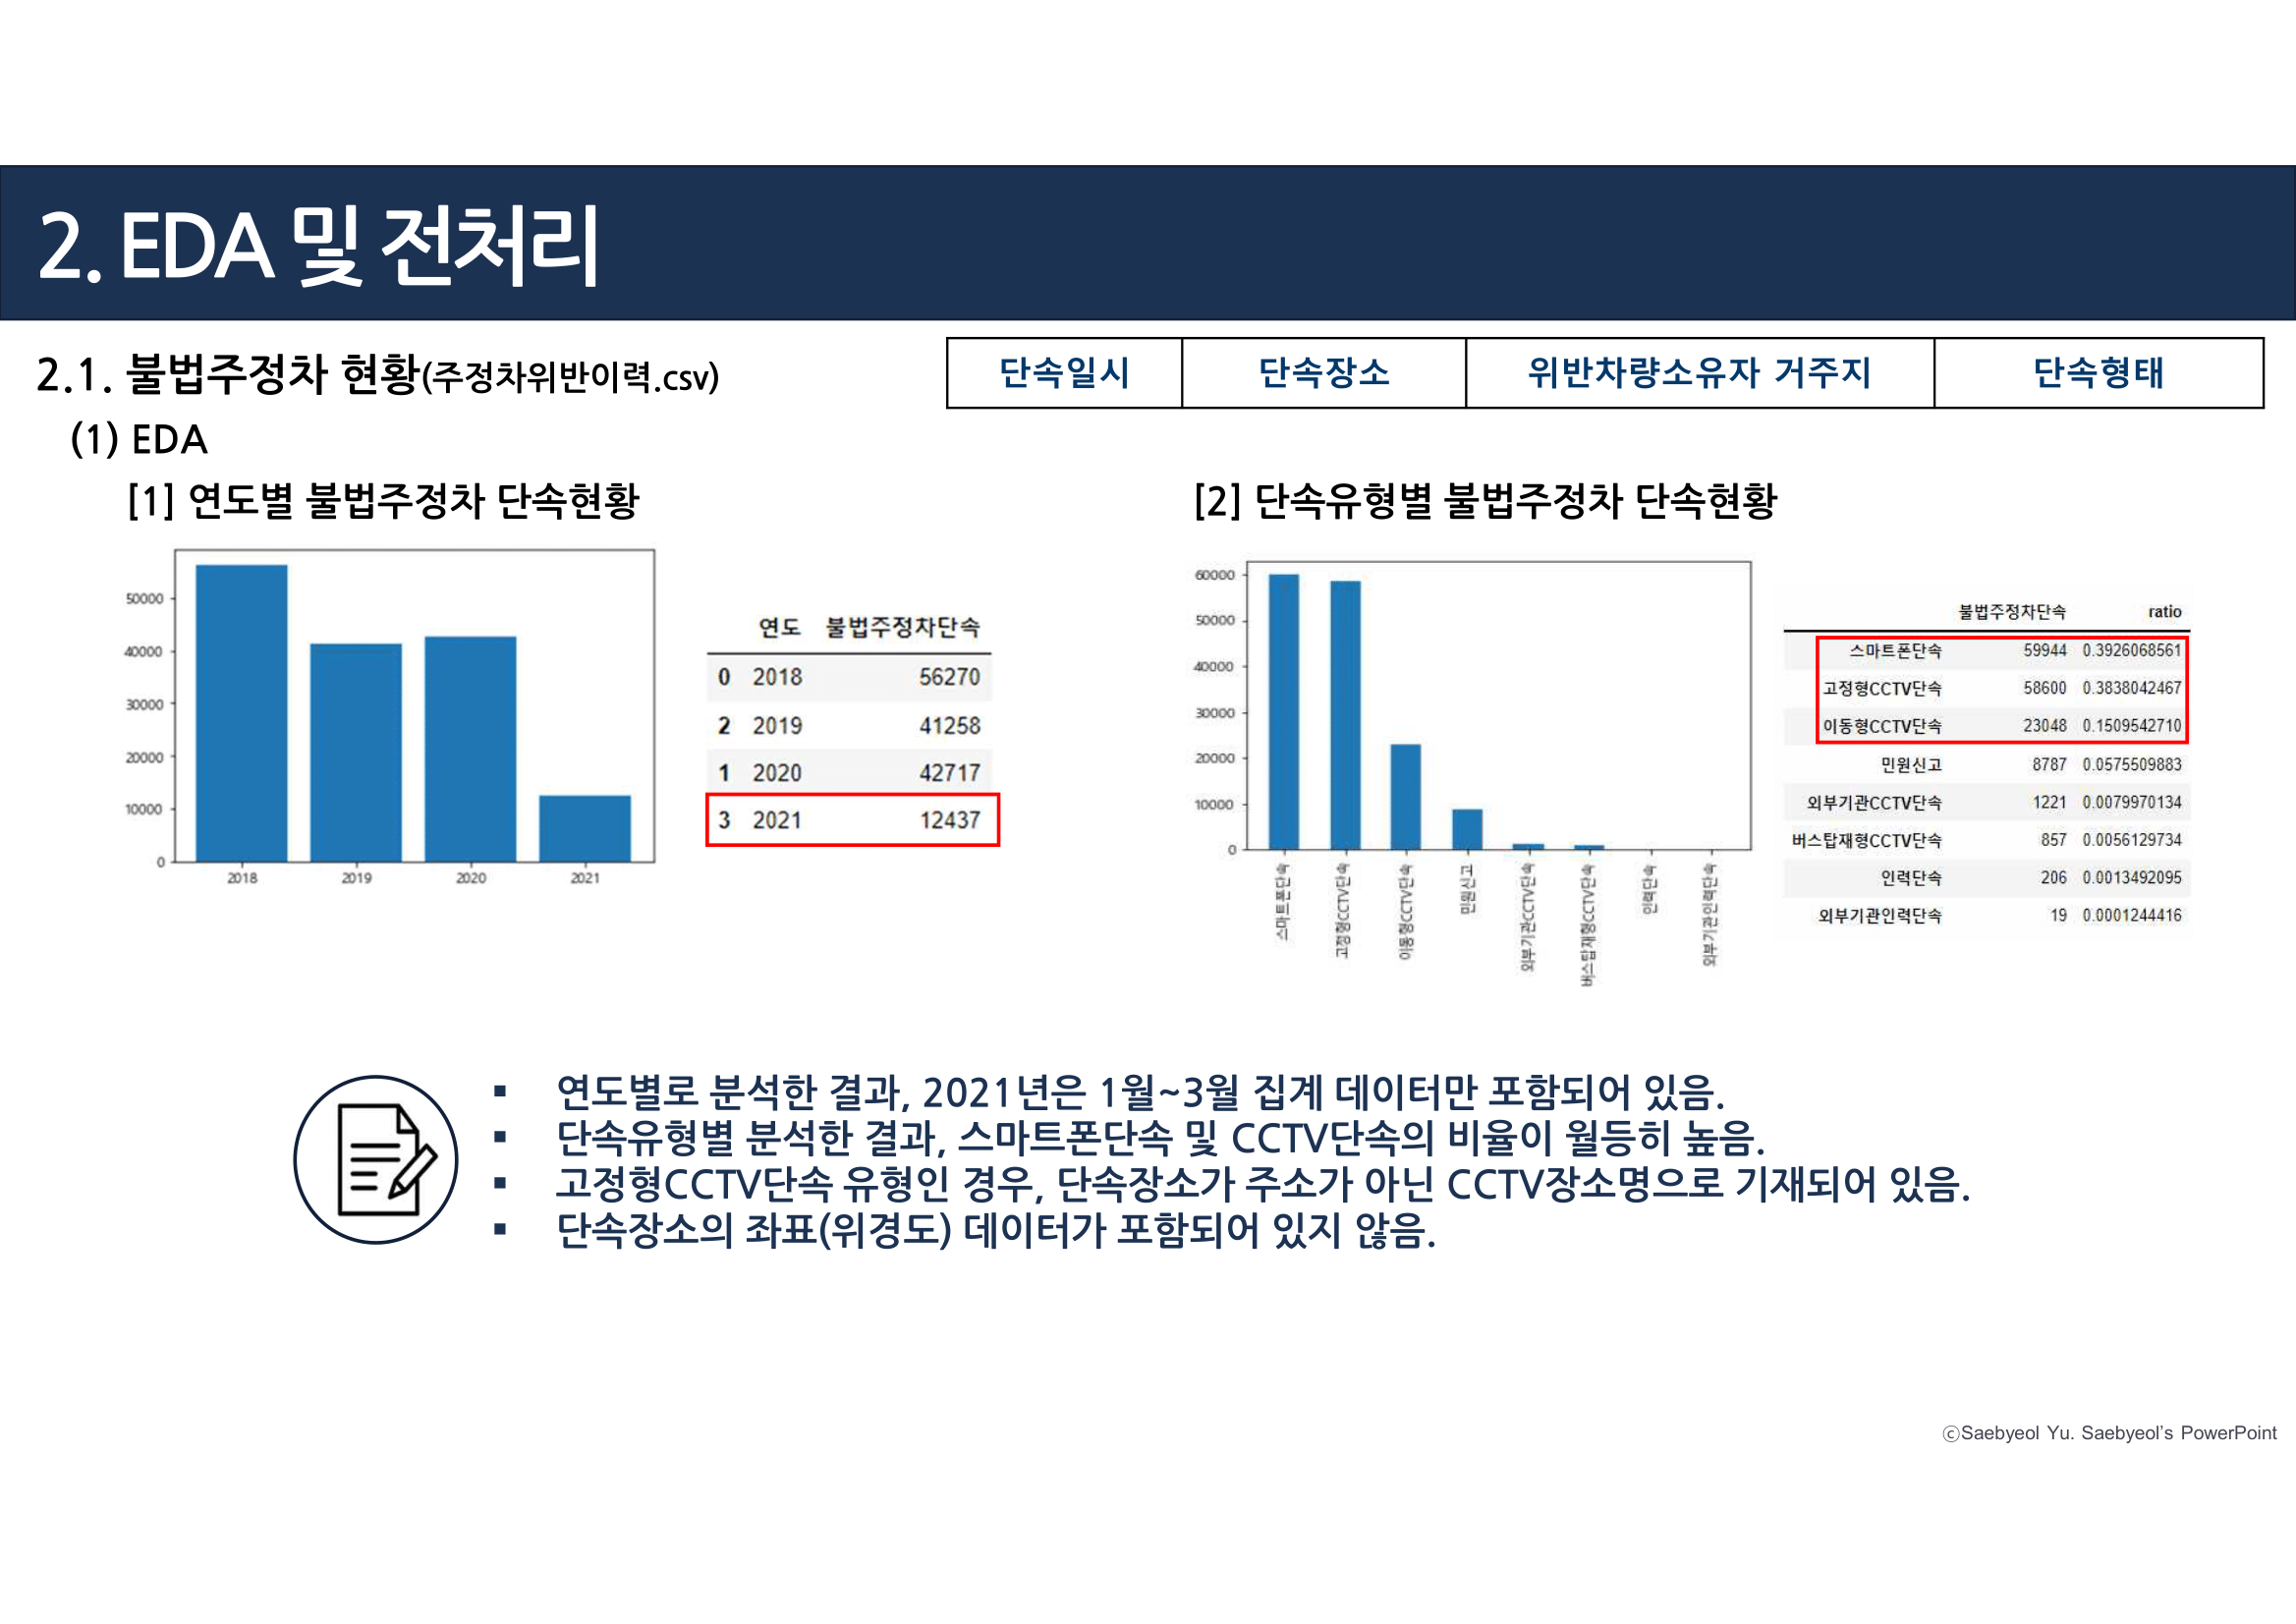 2. EDA 및 전처리
2.1. 불법주정차 현황(주정차위반이력.csv)
단속일시 단속장소 위반차량소유자 거주지 단속형태
(1) EDA
[1] 연도별 불법주정차 단속현황
50000
40000
30000
20000
10000
0
2018 2019 2020 2021
연도 불법주정차단속
0 2018 56270
2 2019 41258
1 2020 42717
3 2021 12437
[2] 단속유형별 불법주정차 단속현황
60000
50000
40000
30000
20000
10000
0
스마트폰단속
고정형CCTV단속
이동형CCTV단속
민원신고
외부기관CCTV단속
버스탑재형CCTV단속
인력단속
외부기관인력단속
불법주정차단속 ratio
스마트폰단속 59944 0.3926068561
고정형CCTV단속 58600 0.3838042467
이동형CCTV단속 23048 0.1509542710
민원신고 8787 0.0575509883
외부기관CCTV단속 1221 0.0079970134
버스탑재형CCTV단속 857 0.0056129734
인력단속 206 0.0013492095
외부기관인력단속 19 0.0001244416
▪ 연도별로 분석한 결과, 2021년은 1월~3월 집계 데이터만 포함되어 있음.
▪ 단속유형별 분석한 결과, 스마트폰단속 및 CCTV단속의 비율이 월등히 높음.
▪ 고정형CCTV단속 유형인 경우, 단속장소가 주소가 아닌 CCTV장소명으로 기재되어 있음.
▪ 단속장소의 좌표(위경도) 데이터가 포함되어 있지 않음.
ⓒSaebyeol Yu. Saebyeol's PowerPoint